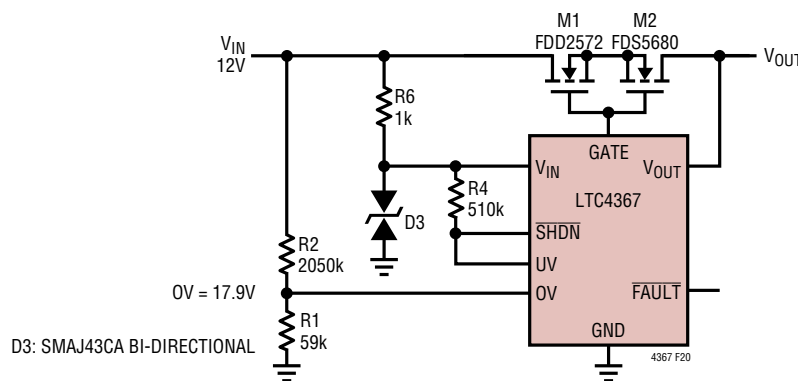 M1
FDD2572
M2
FDS5680
VIN
12V
VOUT
R6
1k
GATE
VIN
VOUT
LTC4367
R4
510k
D3
SHDN
UV
R2
2050k
OV = 17.9V
OV
FAULT
R1
59k
GND
D3: SMAJ43CA BI-DIRECTIONAL
4367 F20